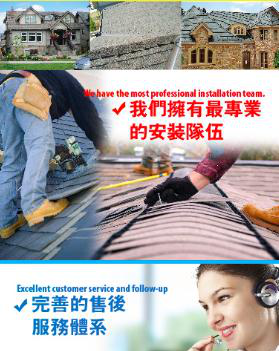 We have the most professional installation team.
✓我們擁有最專業
的安裝隊伍
Excellent customer service and follow-up
✓完善的售後
服務體系